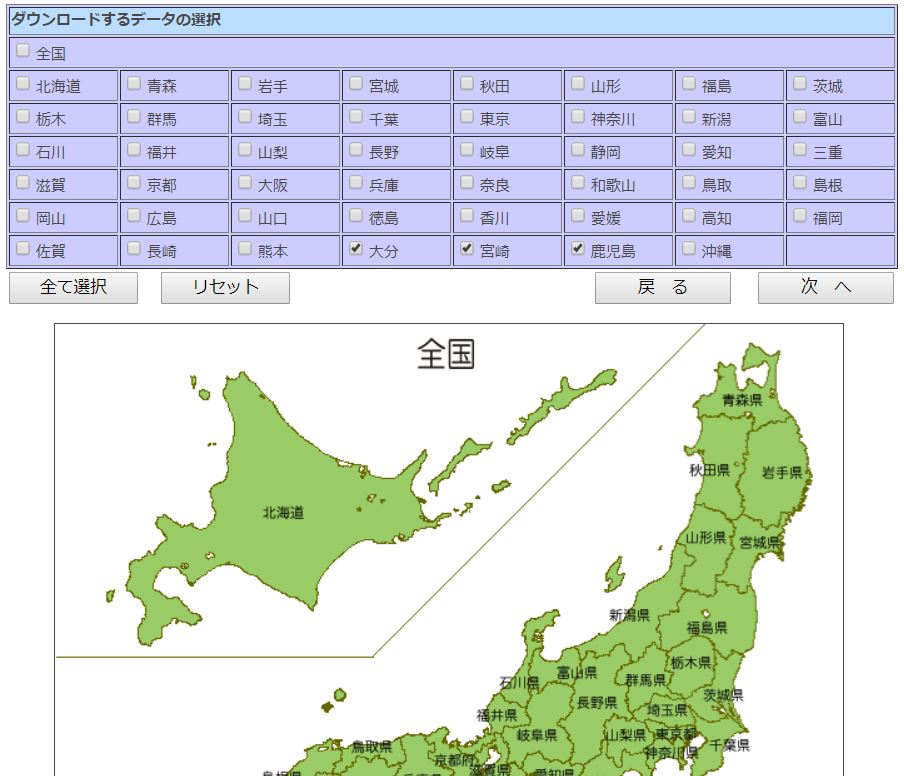 ダウンロードするデータの選択
全国
北海道 青森 岩手 宮城 秋田 山形 福島 茨城
栃木 群馬 埼玉 千葉 東京 神奈川 新潟 富山
石川 福井 山梨 長野 岐阜 静岡 愛知 三重
滋賀 京都 大阪 兵庫 奈良 和歌山 鳥取 島根
岡山 広島 山口 徳島 香川 愛媛 高知 福岡
佐賀 長崎 熊本 大分 宮崎 鹿児島 沖縄
全て選択 リセット 戻 る 次 へ
全国
青森県
秋田県 岩手県
北海道
山形県 宮城県
新潟県
福島県
栃木県
富山県
石川県 群馬県
茨城県
長野県
埼玉県
福井県
岐阜県 山梨県 東京都
千葉県
鳥取県
神奈川県
京都府
滋賀県
愛知県
島根県
兵庫県